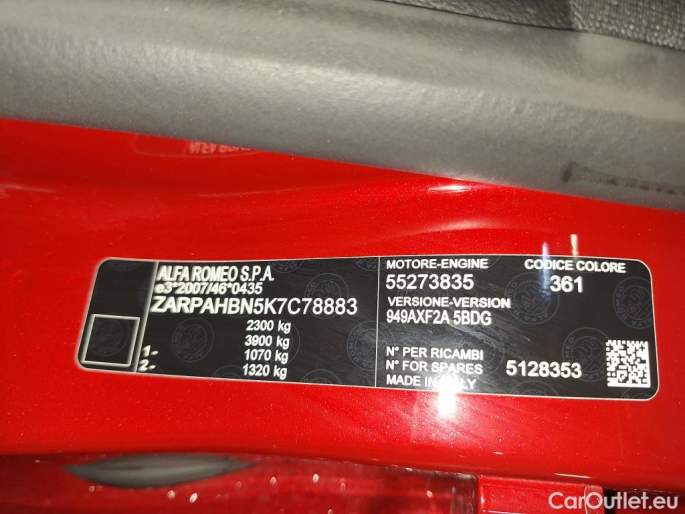 ALFA ROMEO S.P.A.
e3*2007/46*0435
ZARPAHBN5K7C78883
2300 kg
3900 kg
1- 1070 kg
2- 1320 kg
MOTORE-ENGINE
55273835
CODICE COLORE
361
VERSIONE-VERSION
949AXF2A 5BDG
N° PER RICAMBI
N° FOR SPARES 5128353
MADE IN ITALY
CarOutlet.eu